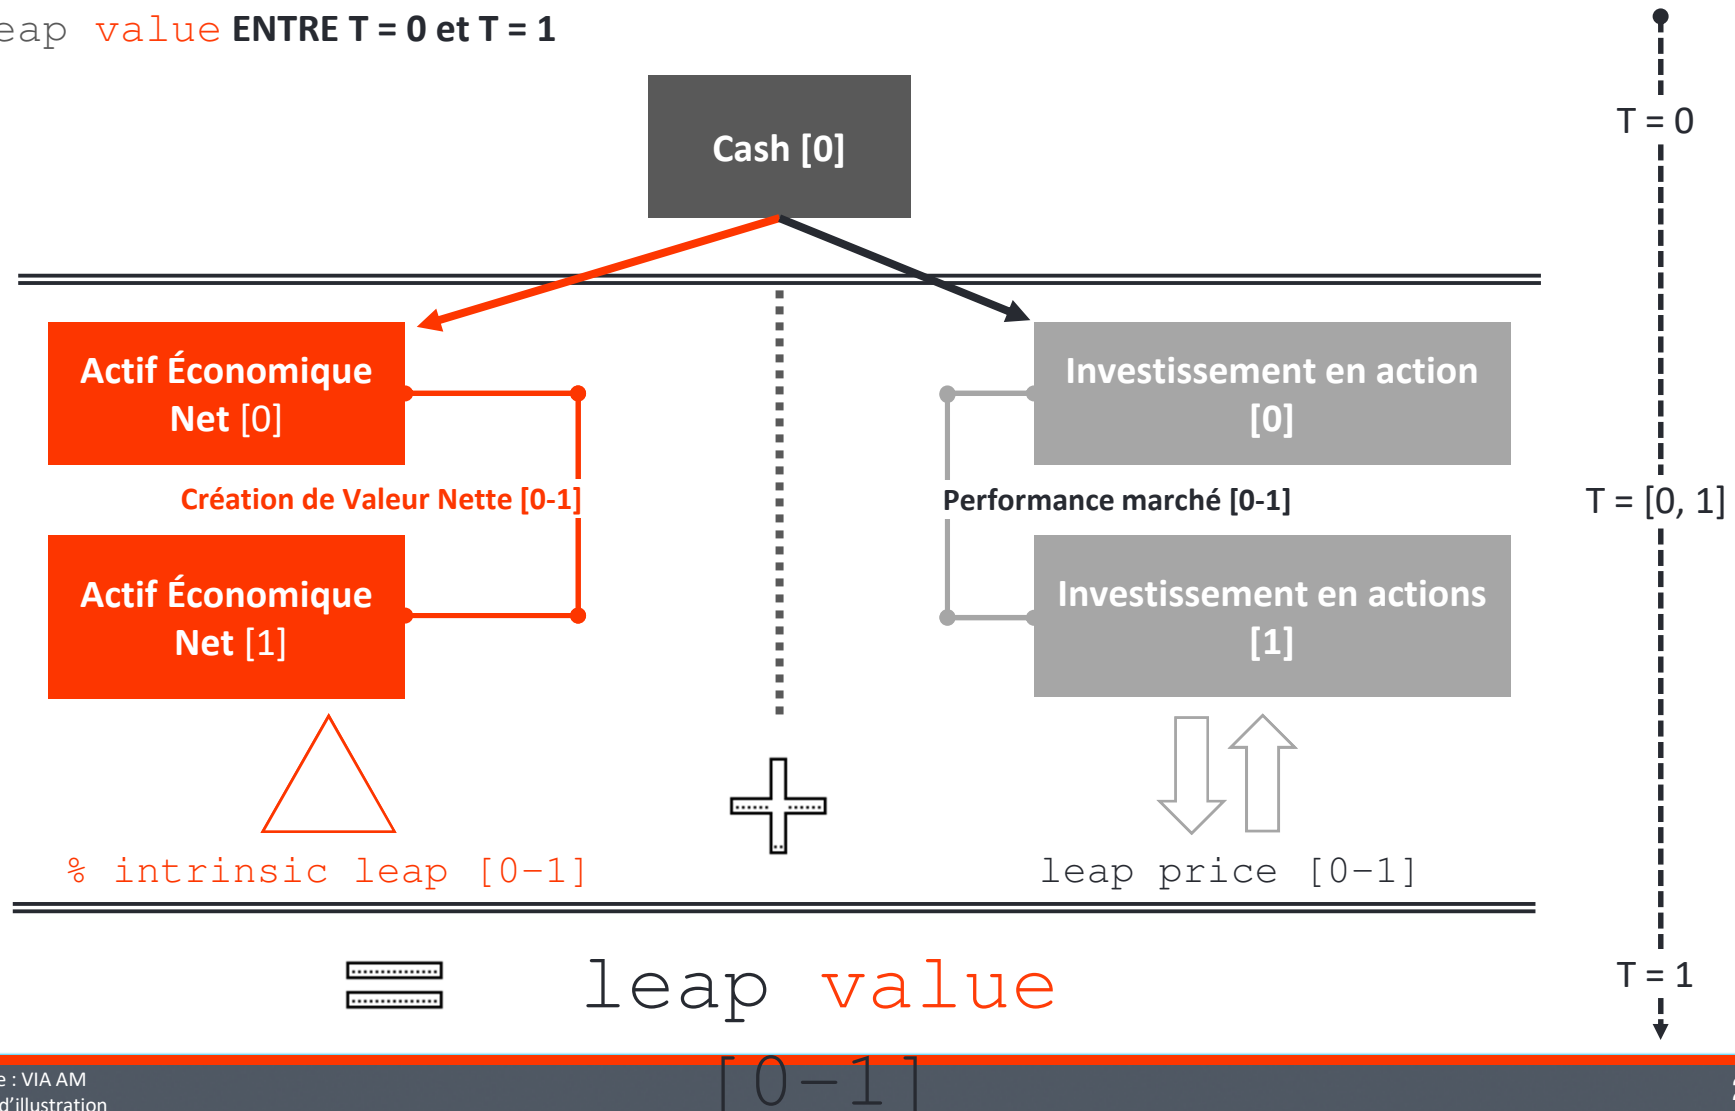 eap value ENTRE T = 0 et T = 1
Cash [0]
T = 0
Actif Économique
Net [0]
Investissement en action
[0]
Création de Valeur Nette [0-1]
Performance marché [0-1]
T = [0, 1]
Actif Économique
Net [1]
Investissement en actions
[1]
% intrinsic leap [0-1]
leap price [0-1]
leap value
T = 1
[0-1]
e : VIA AM
d'illustration